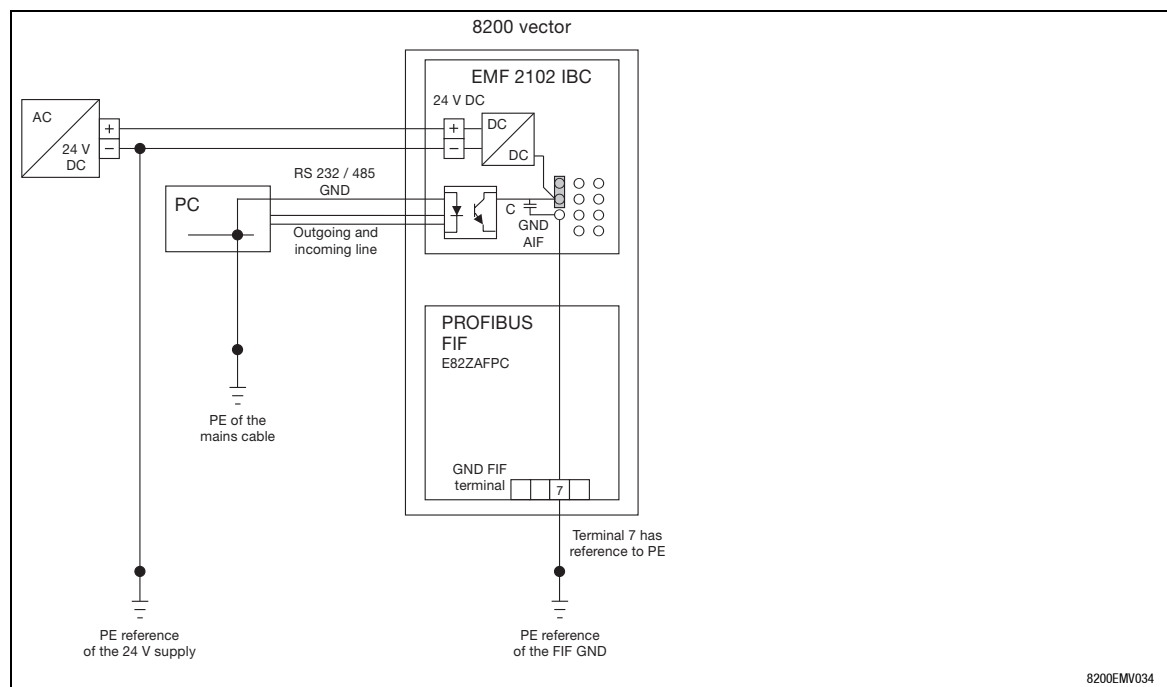 8200 vector
EMF 2102 IBC
24 V DC
AC
+
+
DC
24 V
DC
−
−
DC
RS 232 / 485
GND
PC
C
GND
AIF
Outgoing and
incoming line
PROFIBUS
FIF
E82ZAFPC
PE of the
mains cable
GND FIF
terminal
7
Terminal 7 has
reference to PE
PE reference
of the 24 V supply
PE reference
of the FIF GND
8200EMV034